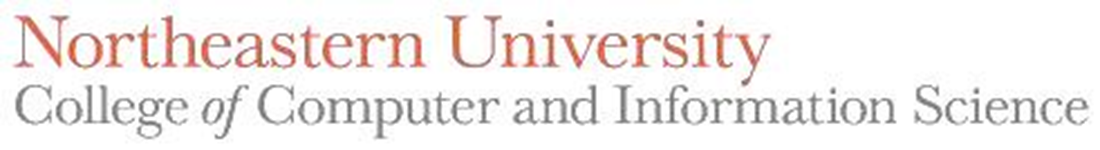 Northeastern University
College of Computer and Information Science